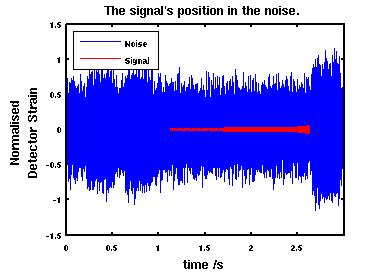 The signal's position in the noise.
1.5
Noise
Signal
1
0.5
0
-0.5
-1
-1.5
Normalised
Detector Strain
0 0.5 1 1.5 2 2.5
time /s